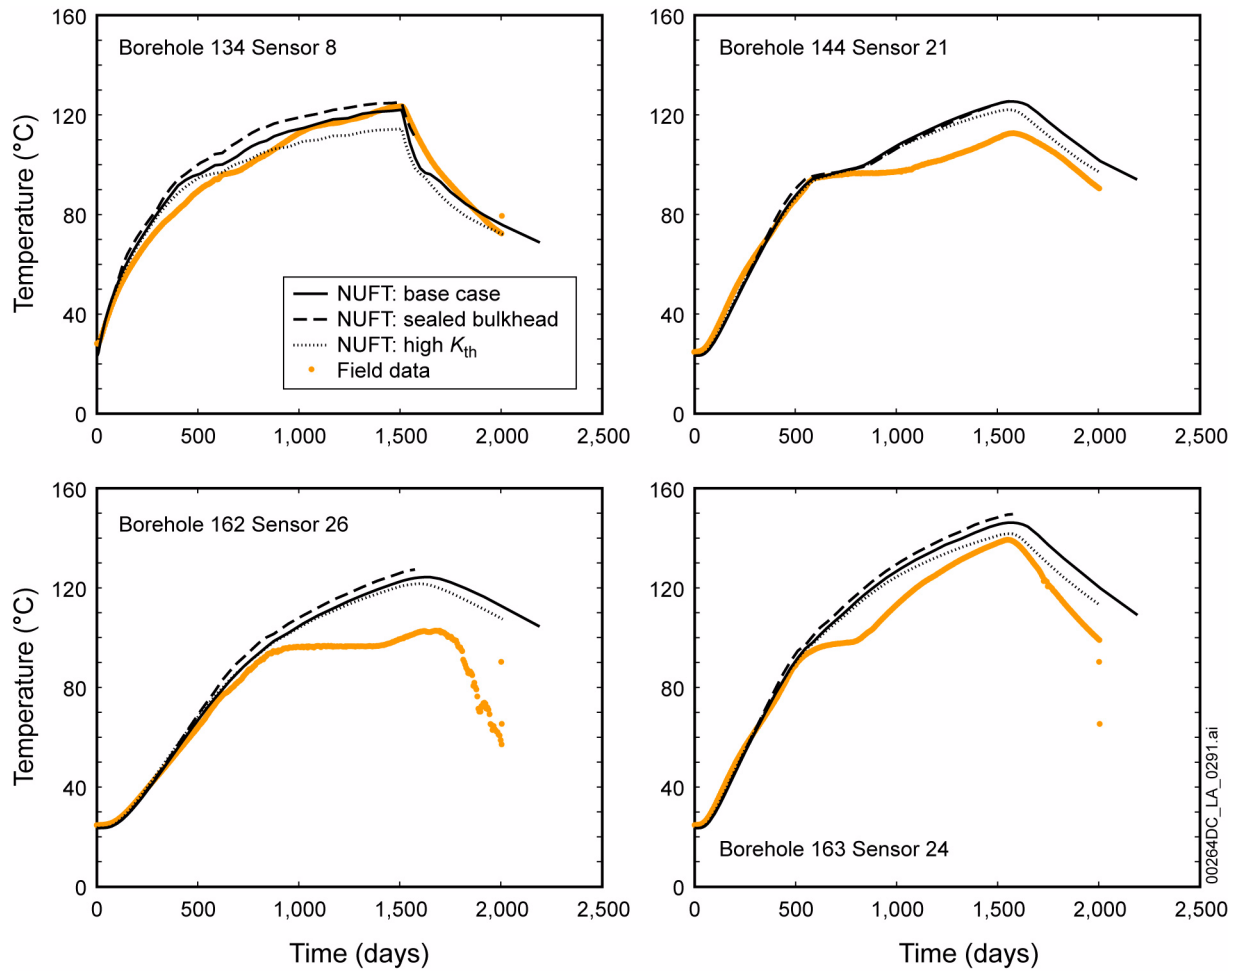 160
Borehole 134 Sensor 8
120
80
40
0
Temperature (°C)
NUFT: base case
NUFT: sealed bulkhead
NUFT: high Kth
Field data
0 500 1,000 1,500 2,000 2,500
160
Borehole 144 Sensor 21
120
80
40
0
0 500 1,000 1,500 2,000 2,500
160
Borehole 162 Sensor 26
120
80
40
0
Temperature (°C)
0 500 1,000 1,500 2,000 2,500
Time (days)
160
120
80
40
0
Borehole 163 Sensor 24
0 500 1,000 1,500 2,000 2,500
Time (days)
00264DC_LA_0291.ai